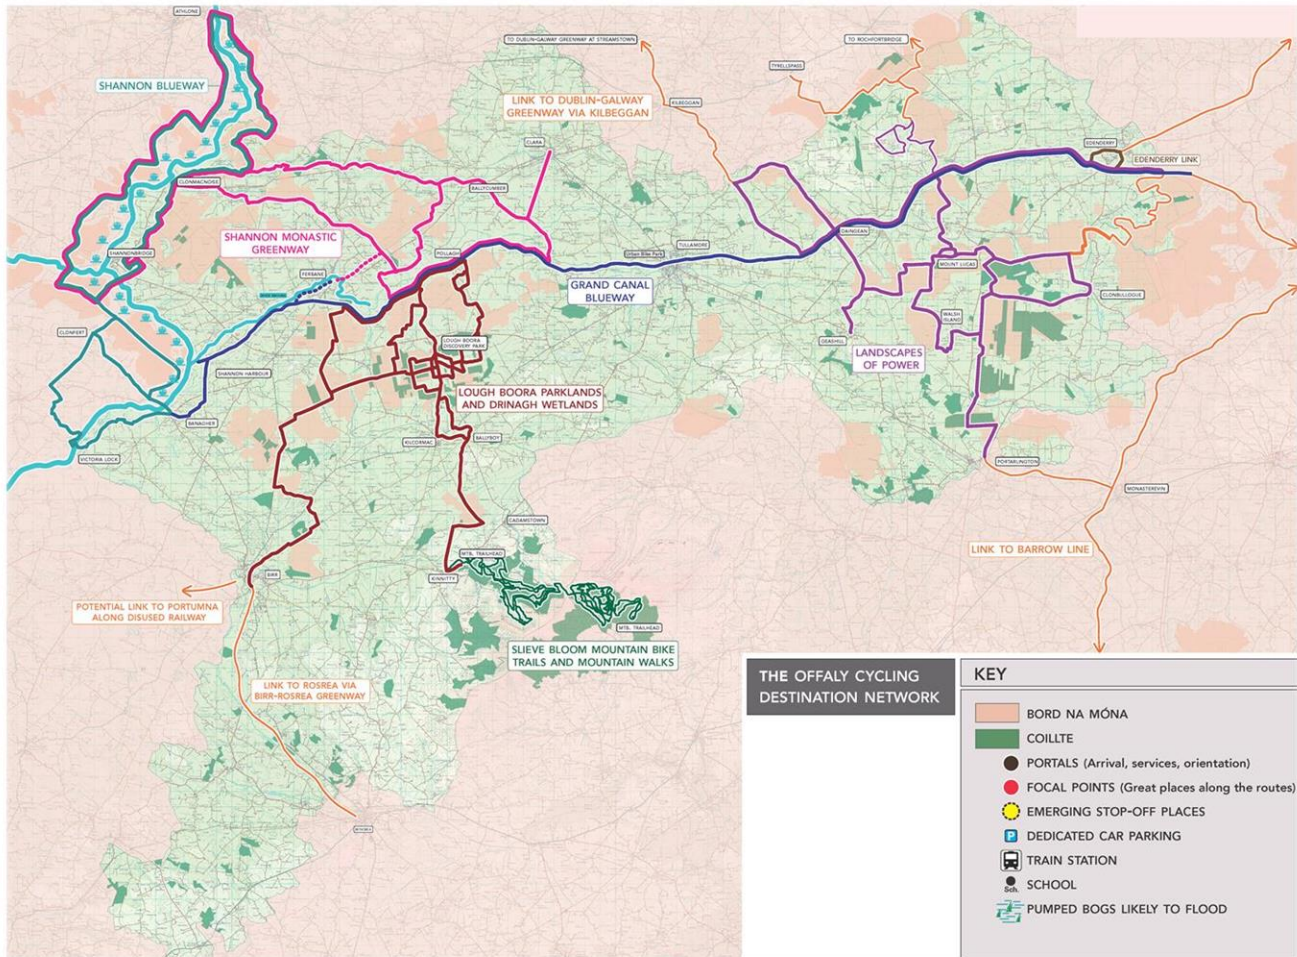 ATHLONE
TO DUBLIN-GALWAY GREENWAY AT STREAMSTOWN
TO ROCHFORTBRIDGE
TYRELLSPASS
SHANNON BLUEWAY
LINK TO DUBLIN-GALWAY
GREENWAY VIA KILBEGGAN
KILBEGGAN
CLARA
EDENDERRY
EDENDERRY LINK
CLONMACNOISE
BALLYCUMBER
SHANNON MONASTIC
GREENWAY
DAINGEAN
SHANNONBRIDGE
POLLAGH
TULLAMORE
Urban Bike Park
FERBANE
MOUNT LUCAS
GRAND CANAL
BLUEWAY
CLONBULLOGUE
WALSH
ISLAND
CLONFERT
GEASHILL
LOUGH BOORA
DISCOVERY PARK
LANDSCAPES
OF POWER
SHANNON HARBOUR
LOUGH BOORA PARKLANDS
AND DRINAGH WETLANDS
BANAGHER
KILCORMAC
BALLYBOY
VICTORIA LOCK
PORTARLINGTON
MONASTEREVIN
CADAMSTOWN
LINK TO BARROW LINE
MTB. TRAILHEAD
BIRR
KINNITTY
POTENTIAL LINK TO PORTUMNA
ALONG DISUSED RAILWAY
MTB. TRAILHEAD
SLIEVE BLOOM MOUNTAIN BIKE
TRAILS AND MOUNTAIN WALKS
LINK TO ROSREA VIA
BIRR-ROSREA GREENWAY
THE OFFALY CYCLING
DESTINATION NETWORK
KEY
BORD NA MÓNA
COILLTE
PORTALS (Arrival, services, orientation)
FOCAL POINTS (Great places along the routes)
EMERGING STOP-OFF PLACES
P DEDICATED CAR PARKING
TRAIN STATION
Sch. SCHOOL
PUMPED BOGS LIKELY TO FLOOD